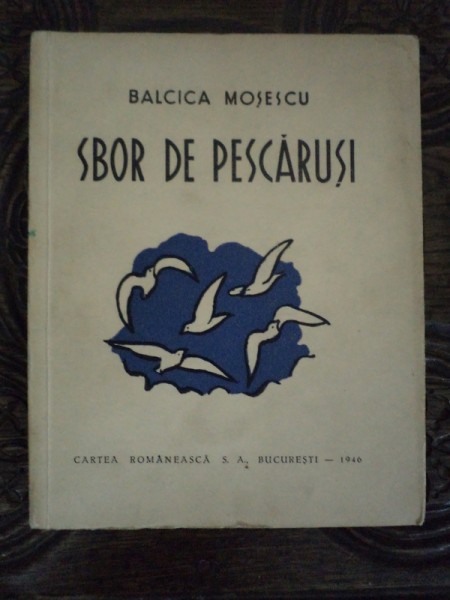 BALCICA MOȘESCU
SBOR DE PESCĂRUȘI
CARTEA ROMÂNEASCĂ S. A, BUCUREȘTI — 1946